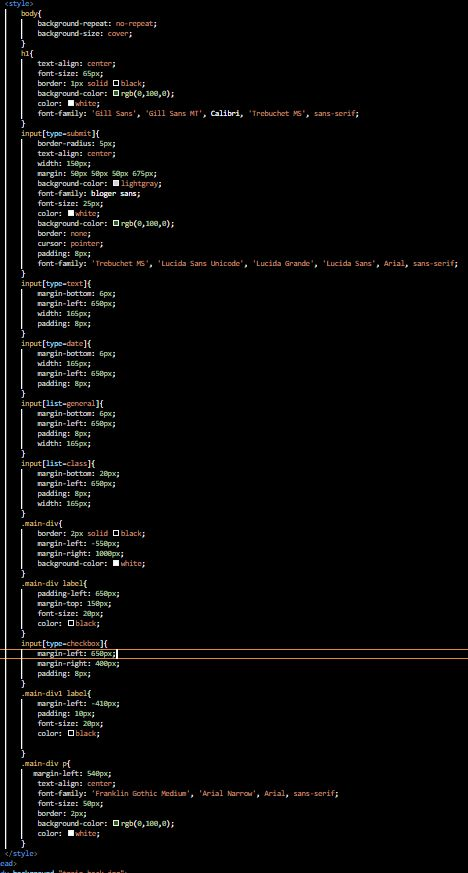 <style>
body{
background-repeat: no-repeat;
background-size: cover;
}
h1{
text-align: center;
font-size: 65px;
border: 1px solid black;
background-color: rgb(0,100,0);
color: white;
font-family: 'Gill Sans', 'Gill Sans MT', Calibri, 'Trebuchet MS', sans-serif;
}
input[type=submit]{
border-radius: 5px;
text-align: center;
width: 150px;
margin: 50px 50px 50px 675px;
background-color: lightgray;
font-family: bloger sans;
font-size: 25px;
color: white;
background-color: rgb(0,100,0);
border: none;
cursor: pointer;
padding: 8px;
font-family: 'Trebuchet MS', 'Lucida Sans Unicode', 'Lucida Grande', 'Lucida Sans', Arial, sans-serif;
}
input[type=text]{
margin-bottom: 6px;
margin-left: 650px;
width: 165px;
padding: 8px;
}
input[type=date]{
margin-bottom: 6px;
width: 165px;
margin-left: 650px;
padding: 8px;
}
input[list=general]{
margin-bottom: 6px;
margin-left: 650px;
padding: 8px;
width: 165px;
}
input[list=class]{
margin-bottom: 20px;
margin-left: 650px;
padding: 8px;
width: 165px;
}
.main-div{
border: 2px solid black;
margin-left: -550px;
margin-right: 1000px;
background-color: white;
}
.main-div label{
padding-left: 650px;
margin-top: 150px;
font-size: 20px;
color: black;
}
input[type=checkbox]{
margin-left: 650px;
margin-right: 400px;
padding: 8px;
}
.main-div1 label{
margin-left: -410px;
padding: 10px;
font-size: 20px;
color: black;
}
.main-div p{
margin-left: 540px;
text-align: center;
font-family: 'Franklin Gothic Medium', 'Arial Narrow', Arial, sans-serif;
font-size: 50px;
border: 2px;
background-color: rgb(0,100,0);
color: white;
}
</style>
ead>